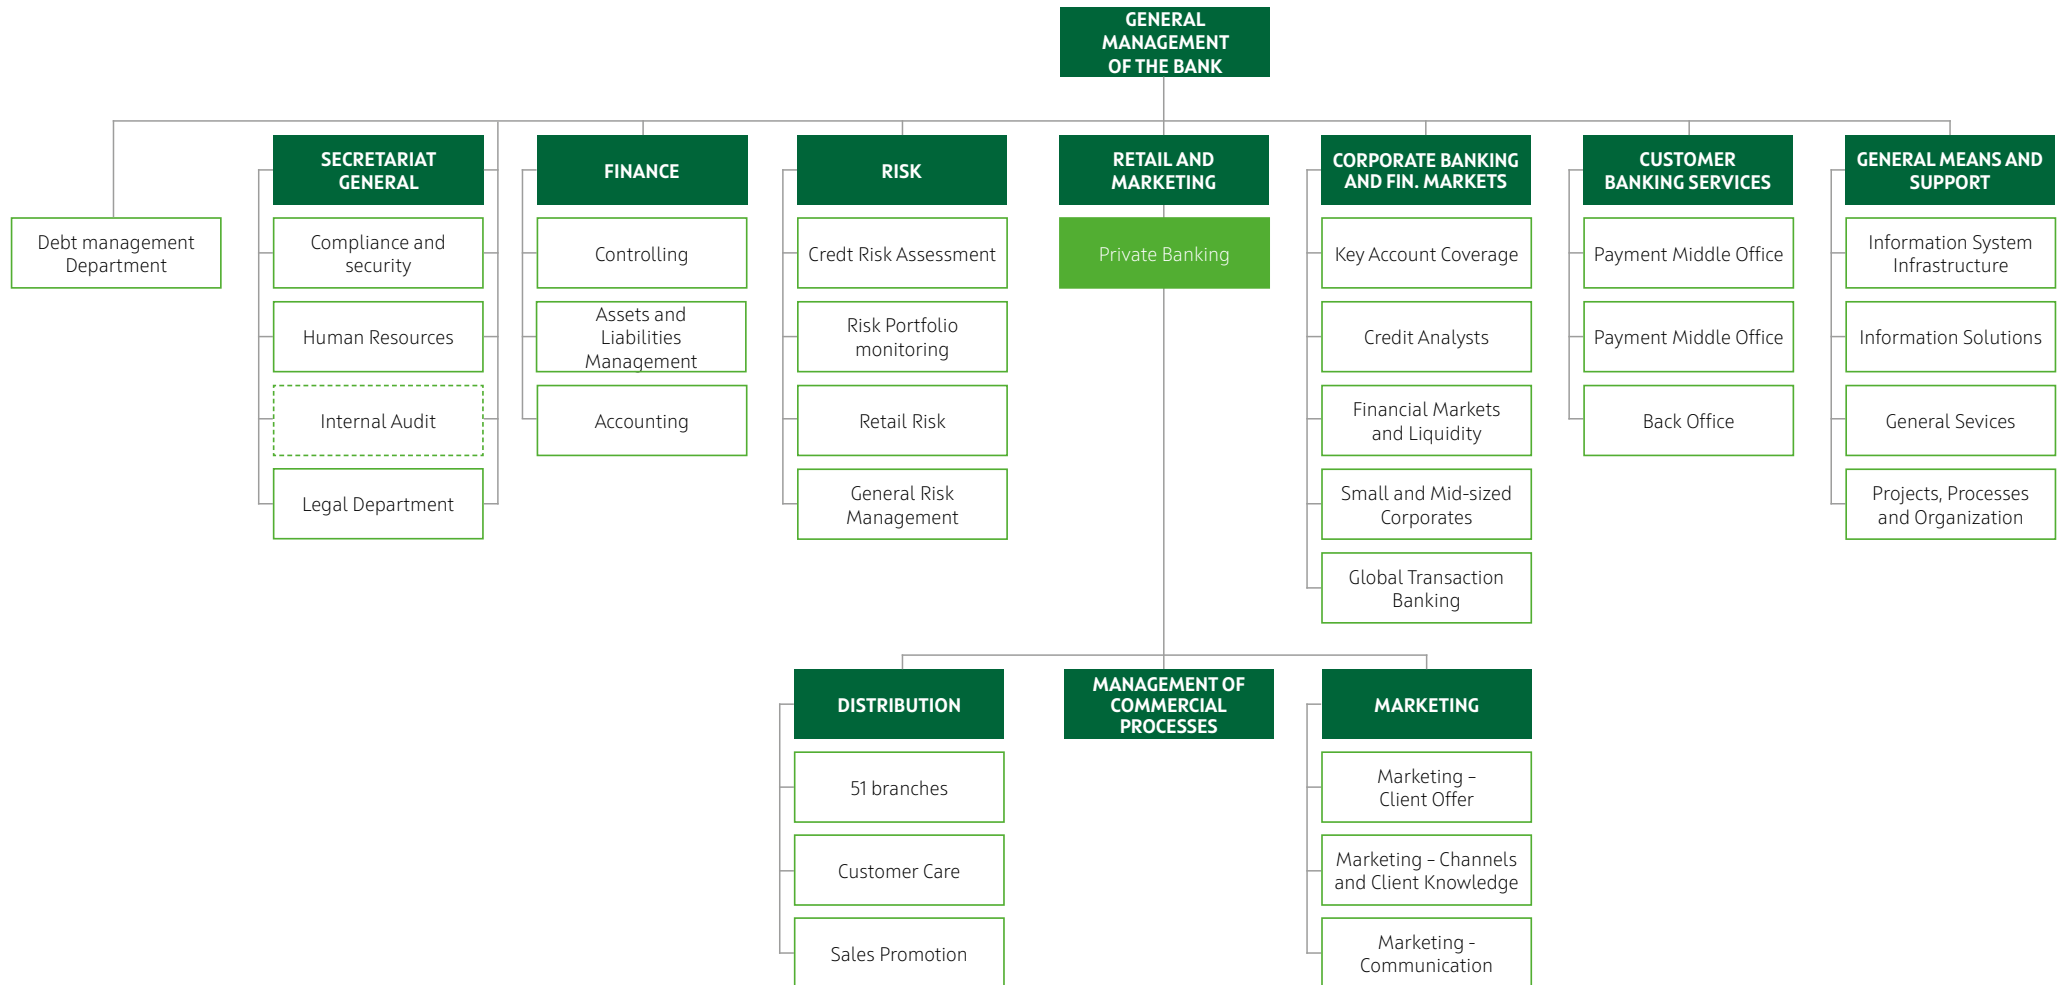 GENERAL
MANAGEMENT
OF THE BANK
Debt management
Department
SECRETARIAT
GENERAL
Compliance and
security
Human Resources
Internal Audit
Legal Department
FINANCE
Controlling
Assets and
Liabilities
Management
Accounting
RISK
Credt Risk Assessment
Risk Portfolio
monitoring
Retail Risk
General Risk
Management
RETAIL AND
MARKETING
Private Banking
CORPORATE BANKING
AND FIN. MARKETS
Key Account Coverage
Credit Analysts
Financial Markets
and Liquidity
Small and Mid-sized
Corporates
Global Transaction
Banking
CUSTOMER
BANKING SERVICES
Payment Middle Office
Payment Middle Office
Back Office
GENERAL MEANS AND
SUPPORT
Information System
Infrastructure
Information Solutions
General Sevices
Projects, Processes
and Organization
DISTRIBUTION
51 branches
Customer Care
Sales Promotion
MANAGEMENT OF
COMMERCIAL
PROCESSES
MARKETING
Marketing –
Client Offer
Marketing – Channels
and Client Knowledge
Marketing -
Communication